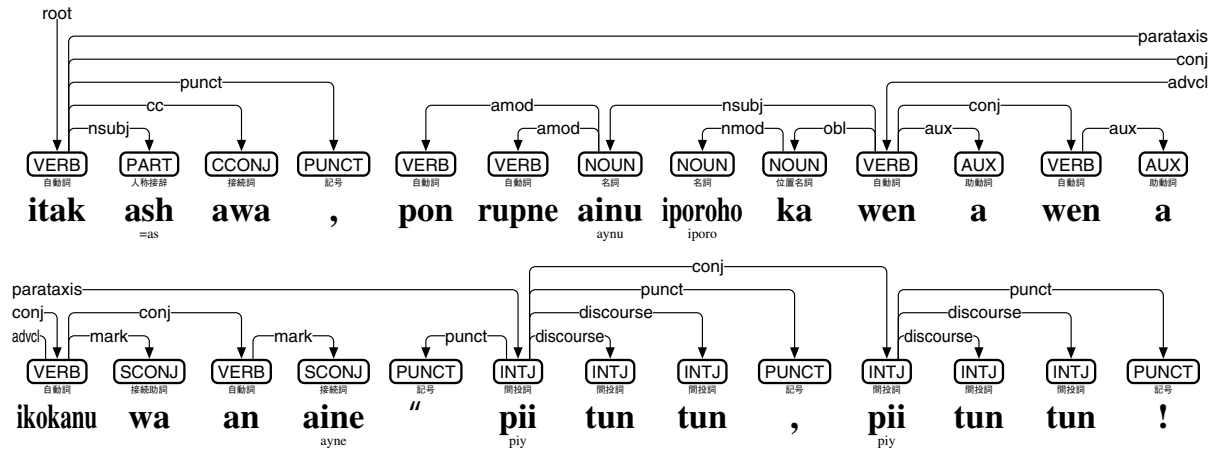 root
parataxis
conj
punct advcl
cc amod nsubj conj
nsubj amod nmod obl aux aux
VERB PART CCONJ PUNCT VERB VERB NOUN NOUN NOUN VERB AUX VERB AUX
自動詞 人称接辞 接続詞 記号 自動詞 自動詞 名詞 名詞 位置名詞 自動詞 助動詞 自動詞 助動詞
itak ash awa , pon rupne ainu iporoho ka wen a wen a
=as aynu iporo
conj
parataxis punct
conj conj discourse punct discourse
advcl mark mark punct discourse discourse
VERB SCONJ VERB SCONJ PUNCT INTJ INTJ INTJ PUNCT INTJ INTJ INTJ PUNCT
自動詞 接続助詞 自動詞 接続詞 記号 間投詞 間投詞 間投詞 記号 間投詞 間投詞 間投詞 記号
ikokanu wa an aine “ pii tun tun , pii tun tun !
ayne piy piy